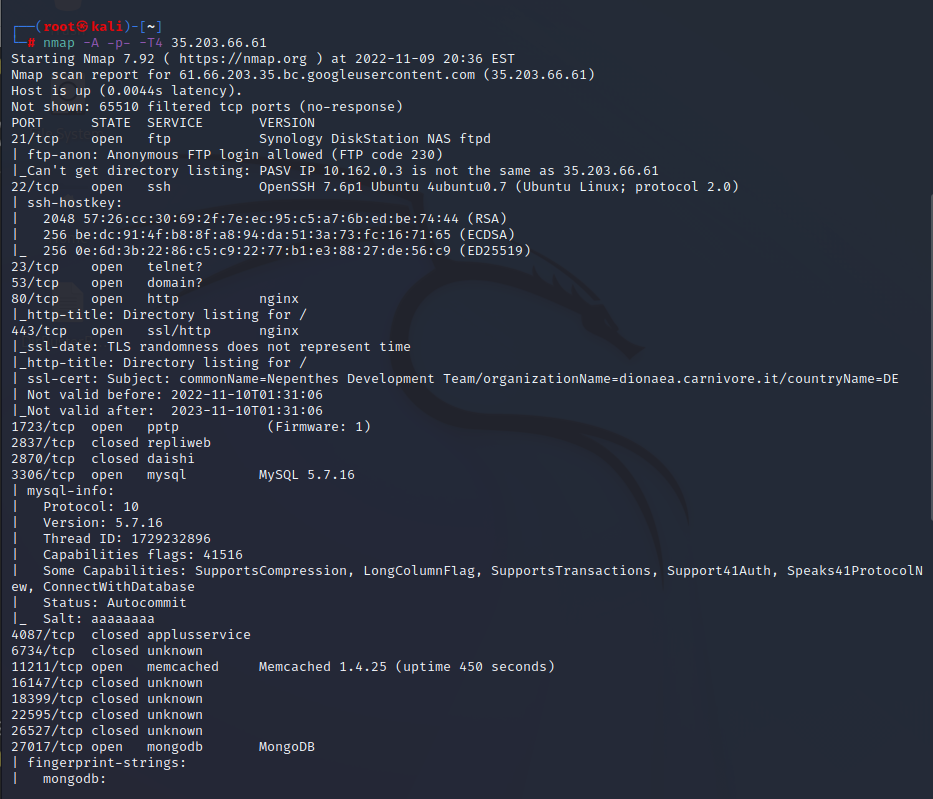 ┌──(root㉿kali)-[~]
└─# nmap -A -p- -T4 35.203.66.61
Starting Nmap 7.92 ( https://nmap.org ) at 2022-11-09 20:36 EST
Nmap scan report for 61.66.203.35.bc.googleusercontent.com (35.203.66.61)
Host is up (0.0044s latency).
Not shown: 65510 filtered tcp ports (no-response)
PORT      STATE  SERVICE       VERSION
21/tcp    open   ftp           Synology DiskStation NAS ftpd
| ftp-anon: Anonymous FTP login allowed (FTP code 230)
|_Can't get directory listing: PASV IP 10.162.0.3 is not the same as 35.203.66.61
22/tcp    open   ssh           OpenSSH 7.6p1 Ubuntu 4ubuntu0.7 (Ubuntu Linux; protocol 2.0)
| ssh-hostkey:
|   2048 57:26:cc:30:69:2f:7e:ec:95:c5:a7:6b:ed:be:74:44 (RSA)
|   256 be:dc:91:4f:b8:8f:a8:94:da:51:3a:73:fc:16:71:65 (ECDSA)
|_  256 0e:6d:3b:22:86:c5:c9:22:77:b1:e3:88:27:de:56:c9 (ED25519)
23/tcp    open   telnet?
53/tcp    open   domain?
80/tcp    open   http          nginx
|_http-title: Directory listing for /
443/tcp   open   ssl/http      nginx
|_ssl-date: TLS randomness does not represent time
|_http-title: Directory listing for /
| ssl-cert: Subject: commonName=Nepenthes Development Team/organizationName=dionaea.carnivore.it/countryName=DE
| Not valid before: 2022-11-10T01:31:06
|_Not valid after:  2023-11-10T01:31:06
1723/tcp  open   pptp           (Firmware: 1)
2837/tcp  closed repliweb
2870/tcp  closed daishi
3306/tcp  open   mysql         MySQL 5.7.16
| mysql-info:
|   Protocol: 10
|   Version: 5.7.16
|   Thread ID: 1729232896
|   Capabilities flags: 41516
|   Some Capabilities: SupportsCompression, LongColumnFlag, SupportsTransactions, Support41Auth, Speaks41ProtocolN
ew, ConnectWithDatabase
|   Status: Autocommit
|_  Salt: aaaaaaaa
4087/tcp  closed applusservice
6734/tcp  closed unknown
11211/tcp open   memcached     Memcached 1.4.25 (uptime 450 seconds)
16147/tcp closed unknown
18399/tcp closed unknown
22595/tcp closed unknown
26527/tcp closed unknown
27017/tcp open   mongodb       MongoDB
| fingerprint-strings:
|   mongodb: